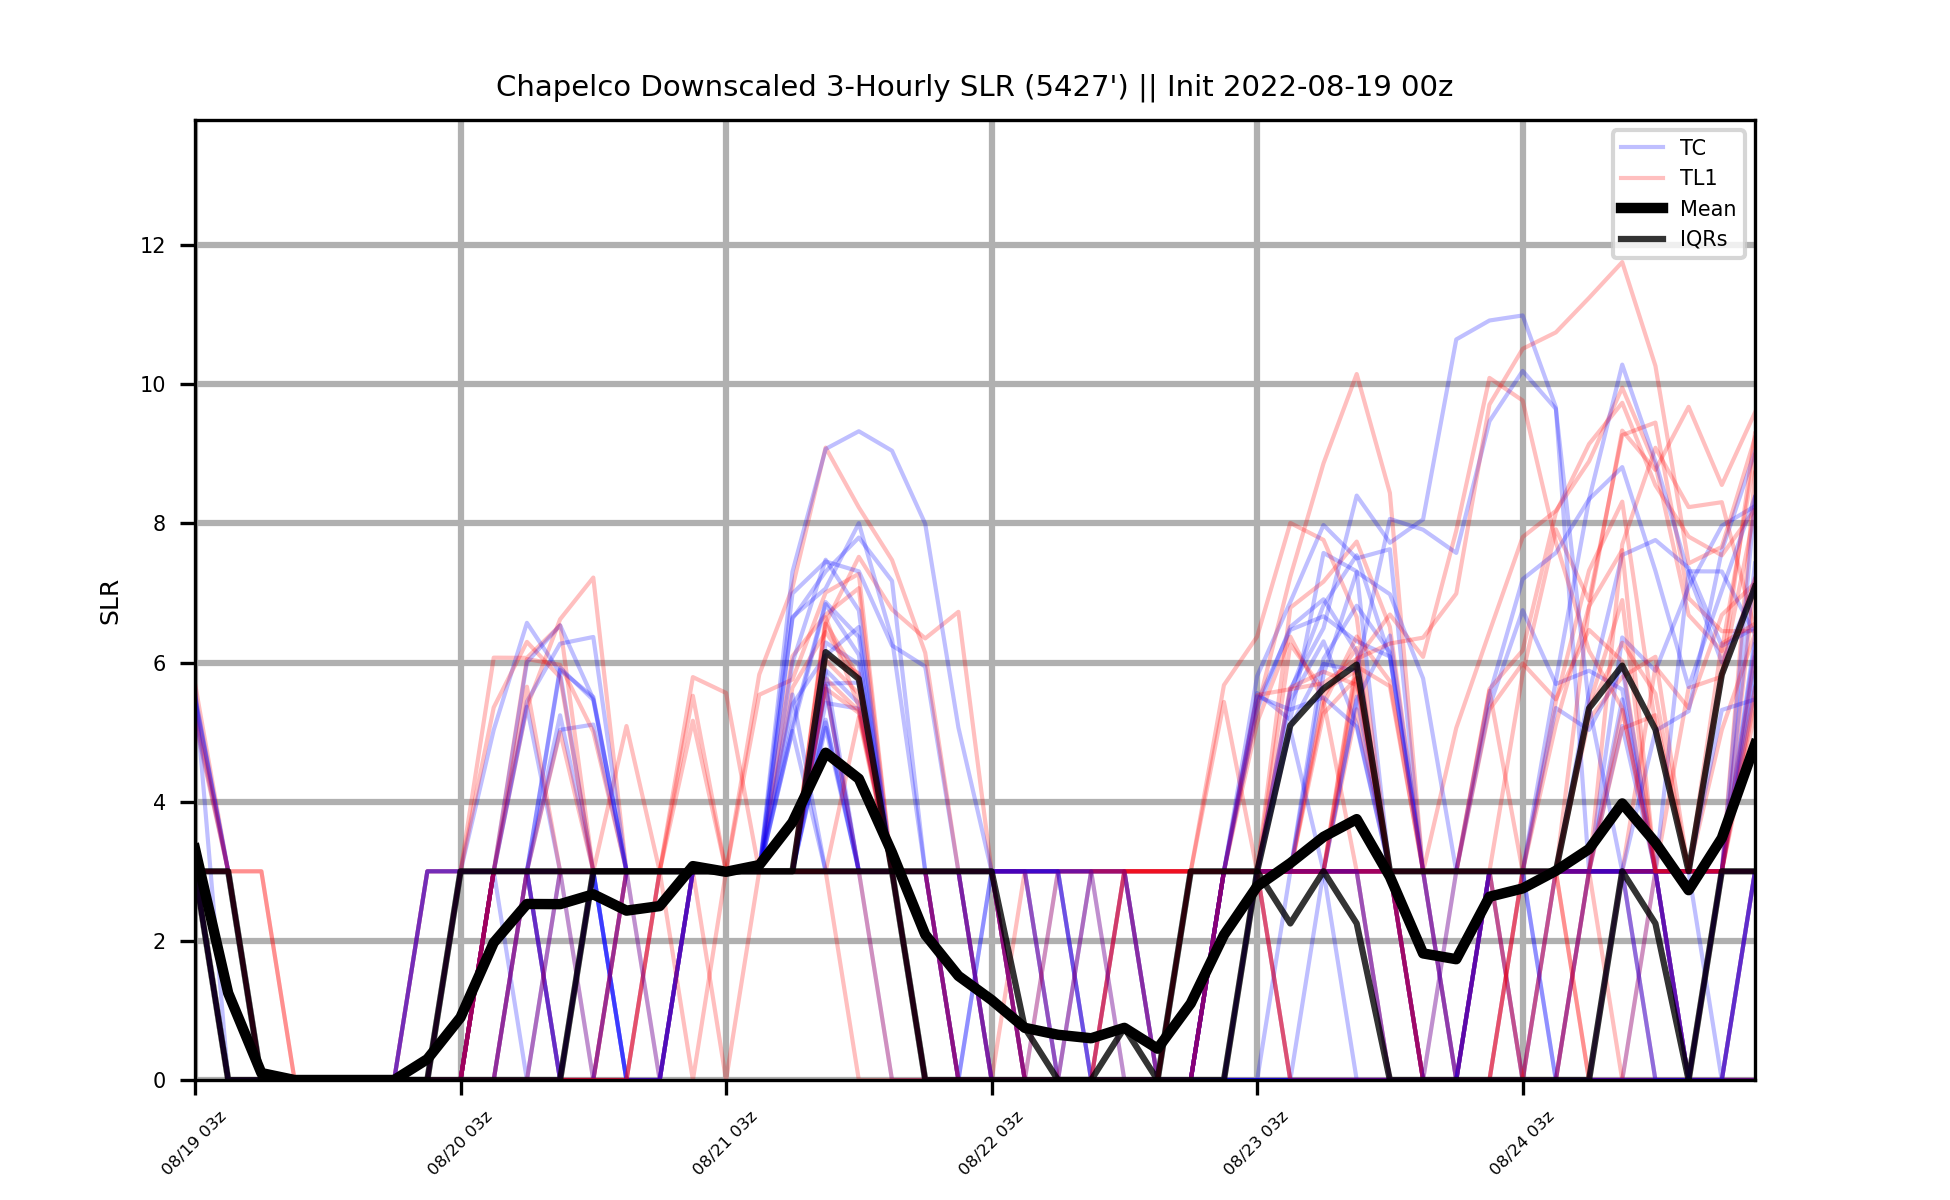 Chapelco Downscaled 3-Hourly SLR (5427') || Init 2022-08-19 00z
TC
TL1
Mean
IQRs
SLR
12
10
8
6
4
2
0
08/19 03z
08/20 03z
08/21 03z
08/22 03z
08/23 03z
08/24 03z